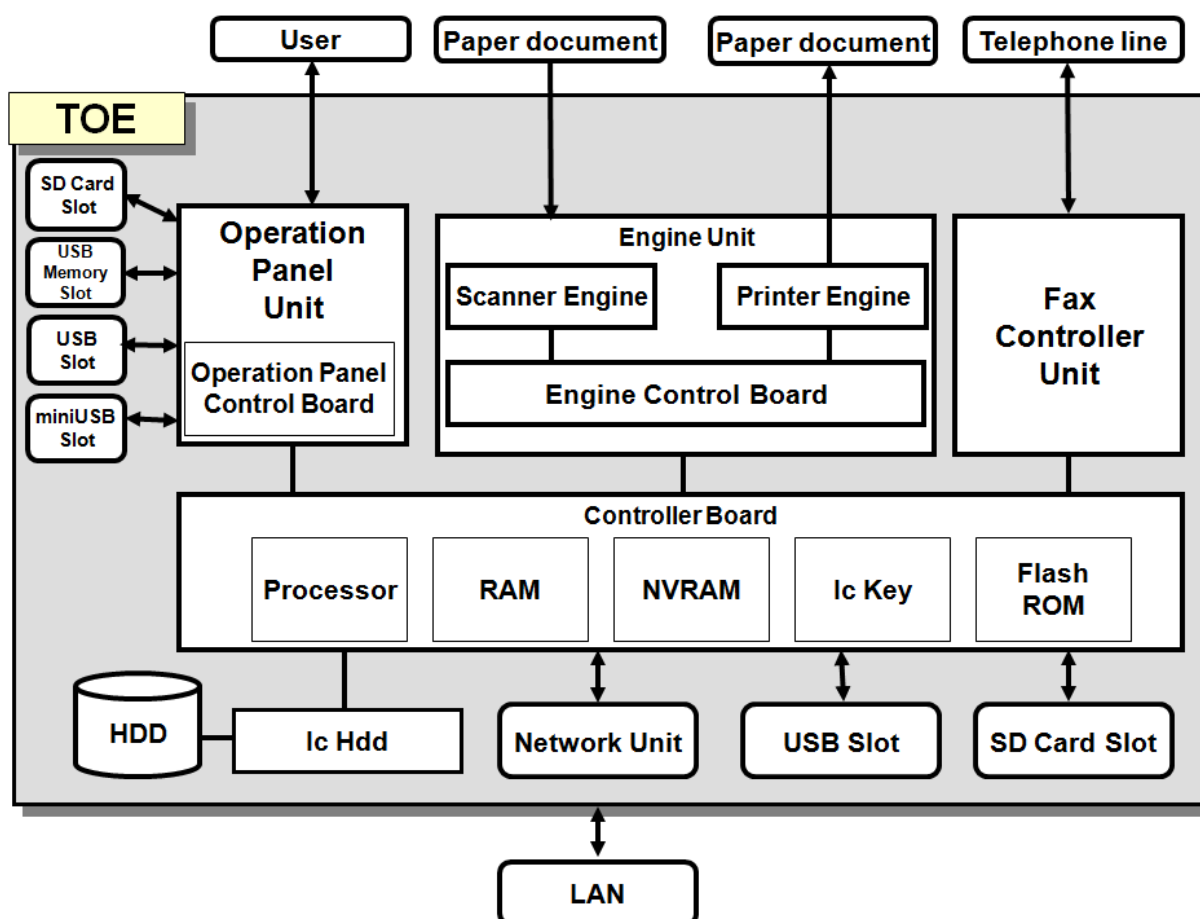 User
Paper document
Paper document
Telephone line
TOE
SD Card
Slot
USB
Memory
Slot
USB
Slot
miniUSB
Slot
Operation
Panel
Unit
Operation Panel
Control Board
Engine Unit
Scanner Engine
Printer Engine
Engine Control Board
Fax
Controller
Unit
Controller Board
Processor
RAM
NVRAM
Ic Key
Flash
ROM
HDD
Ic Hdd
Network Unit
USB Slot
SD Card Slot
LAN